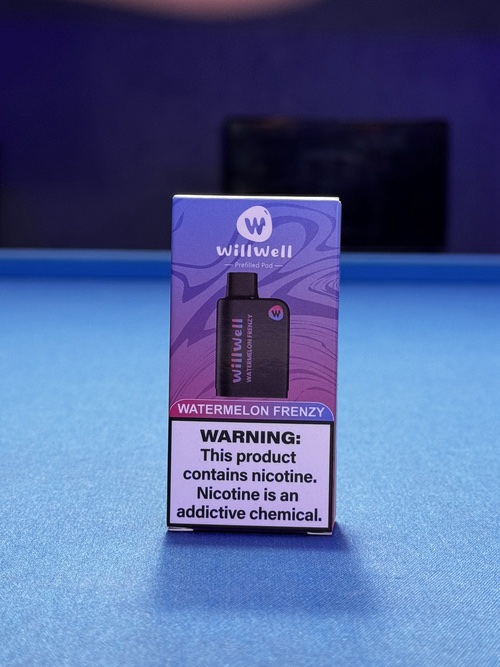 W
WillWell
Prefilled Pod
W
WillWell
WATERMELON FRENZY
WATERMELON FRENZY
WARNING:
This product
contains nicotine.
Nicotine is an
addictive chemical.